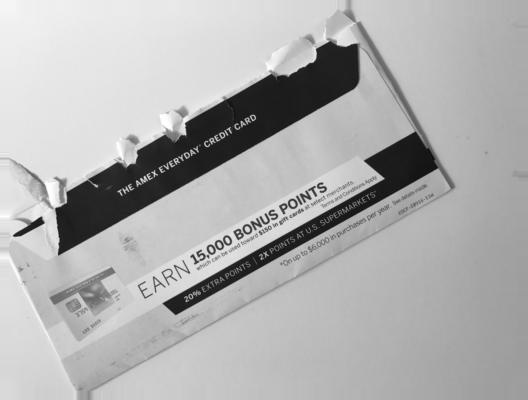 THE AMEX EVERYDAY® CREDIT CARD
EARN 15,000 BONUS POINTS
which can be used toward $150 in gift cards at select merchants.
Terms and Conditions Apply.
20% EXTRA POINTS | 2X POINTS AT U.S. SUPERMARKETS*
*On up to $6,000 in purchases per year. See details inside.